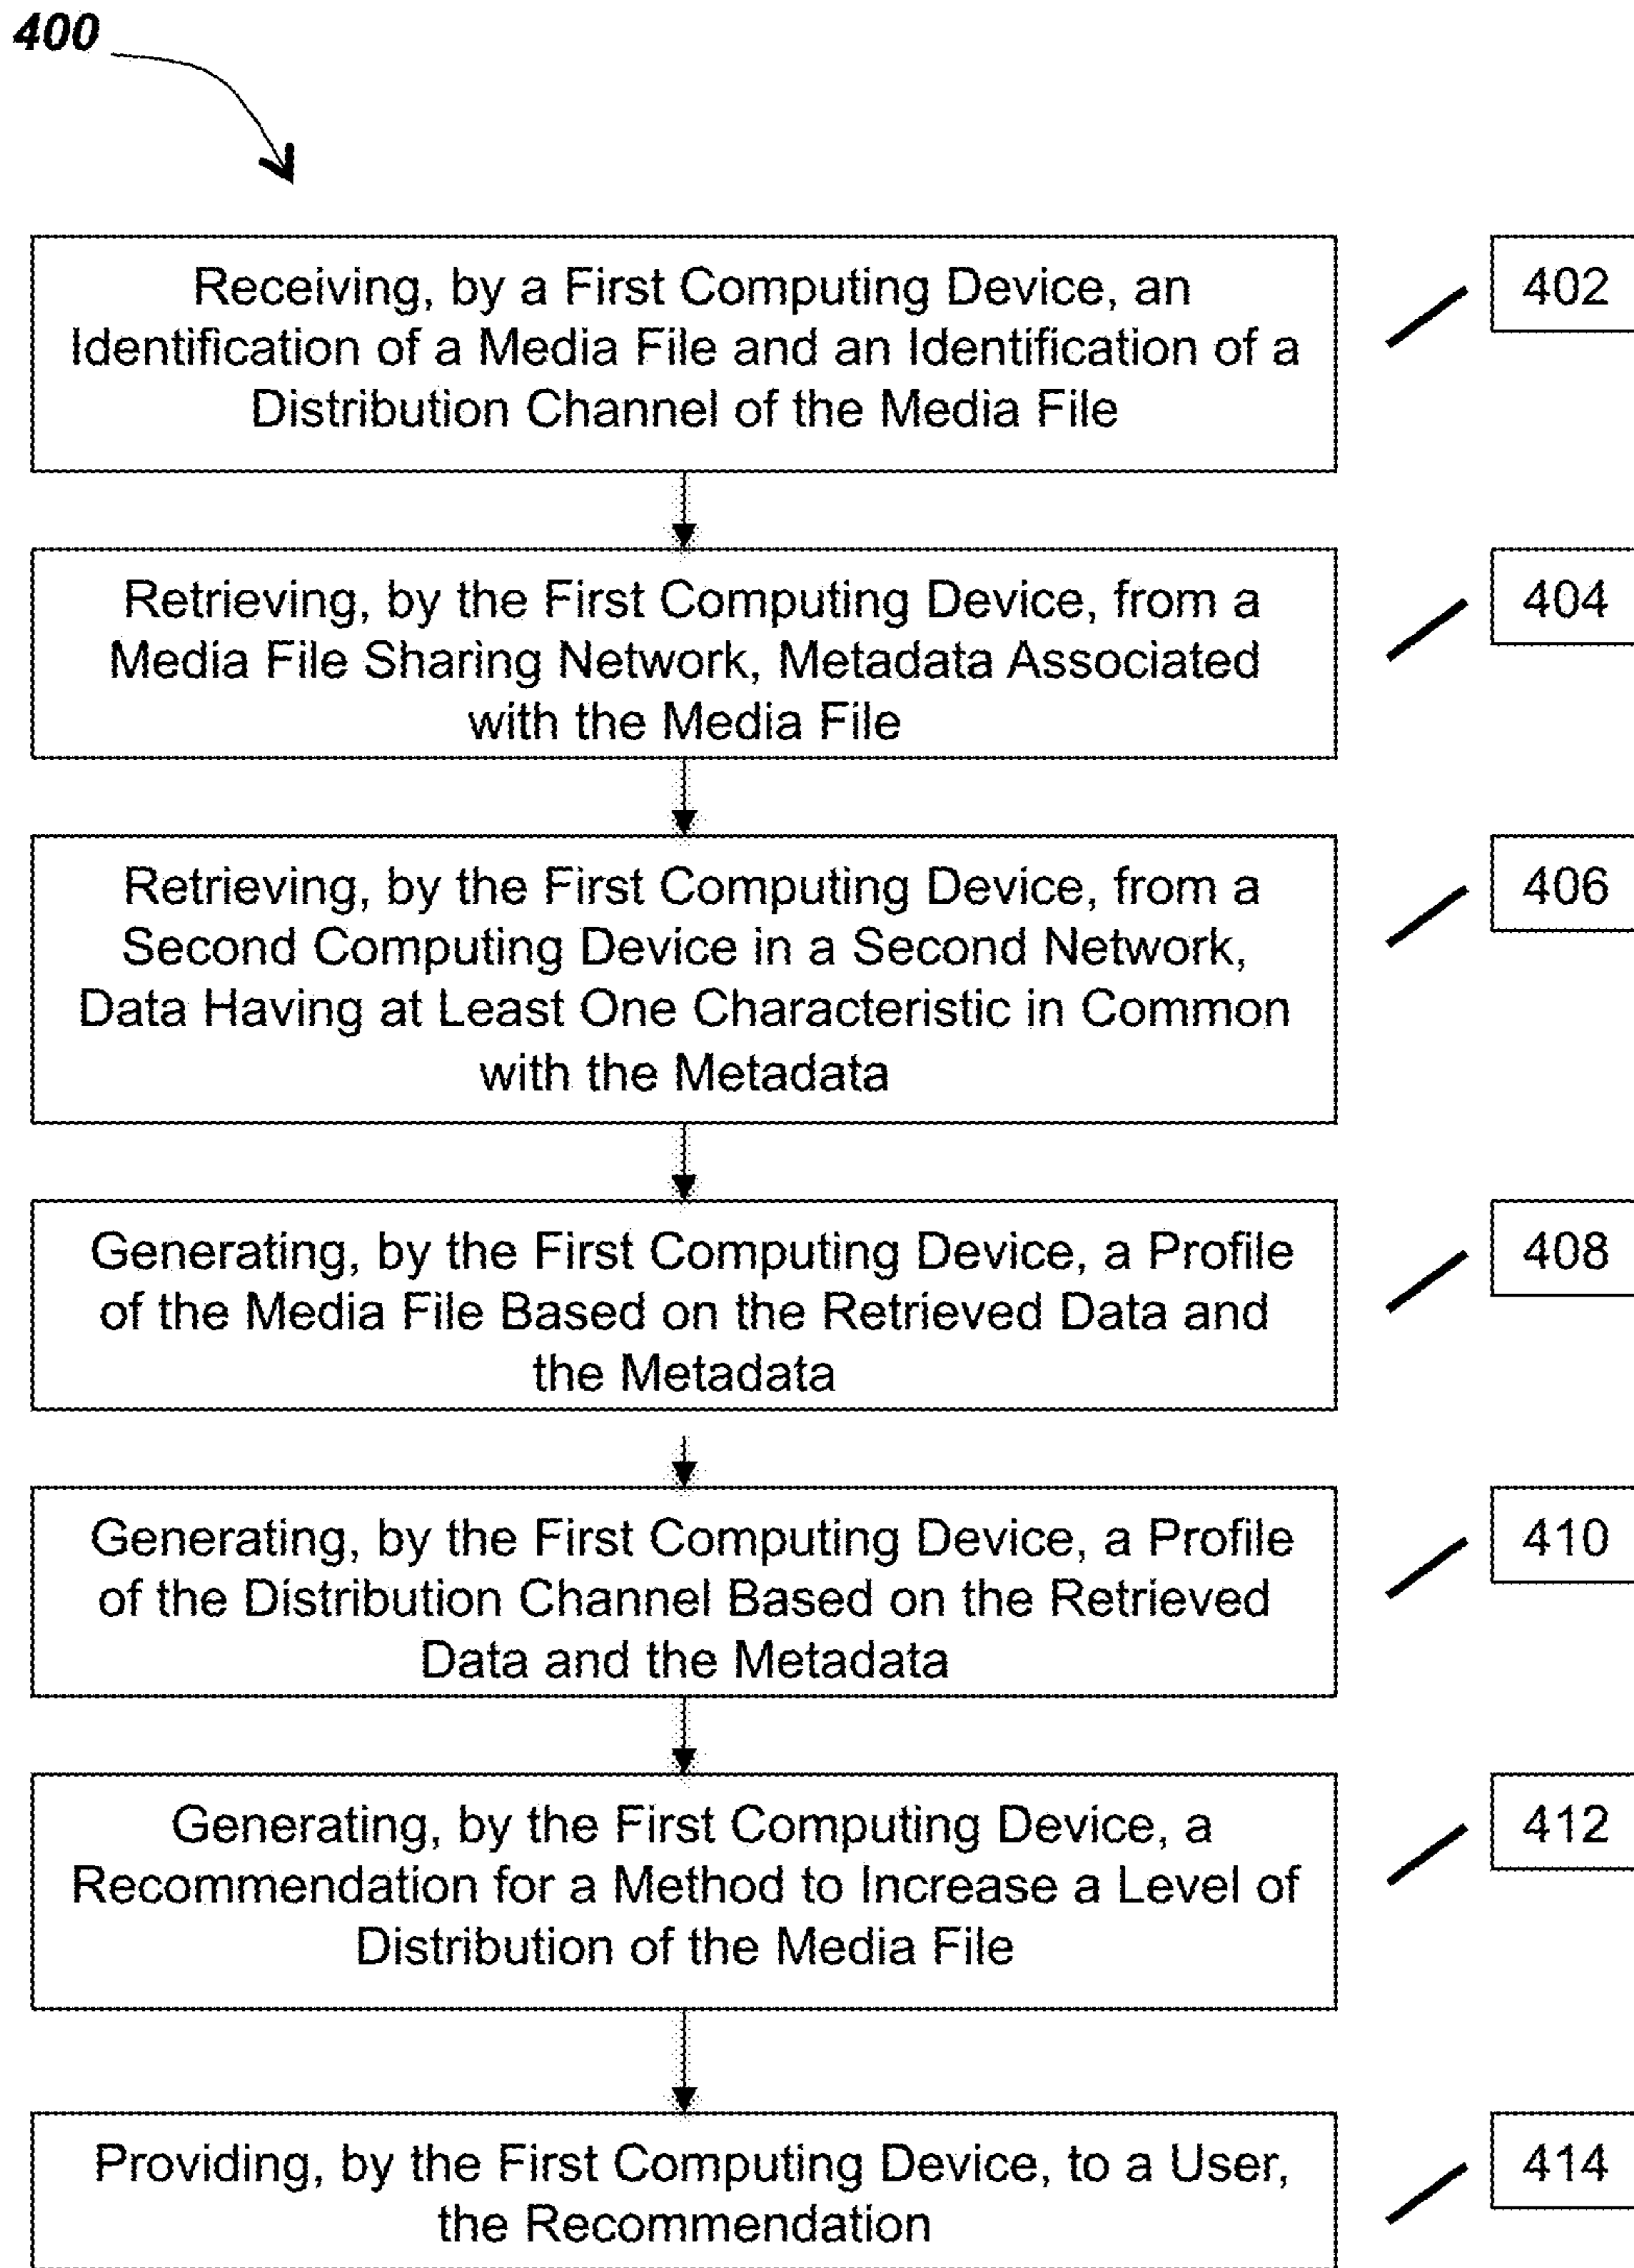 400
Receiving, by a First Computing Device, an
Identification of a Media File and an Identification of a
Distribution Channel of the Media File
402
Retrieving, by the First Computing Device, from a
Media File Sharing Network, Metadata Associated
with the Media File
404
Retrieving, by the First Computing Device, from a
Second Computing Device in a Second Network,
Data Having at Least One Characteristic in Common
with the Metadata
406
Generating, by the First Computing Device, a Profile
of the Media File Based on the Retrieved Data and
the Metadata
408
Generating, by the First Computing Device, a Profile
of the Distribution Channel Based on the Retrieved
Data and the Metadata
410
Generating, by the First Computing Device, a
Recommendation for a Method to Increase a Level of
Distribution of the Media File
412
Providing, by the First Computing Device, to a User,
the Recommendation
414